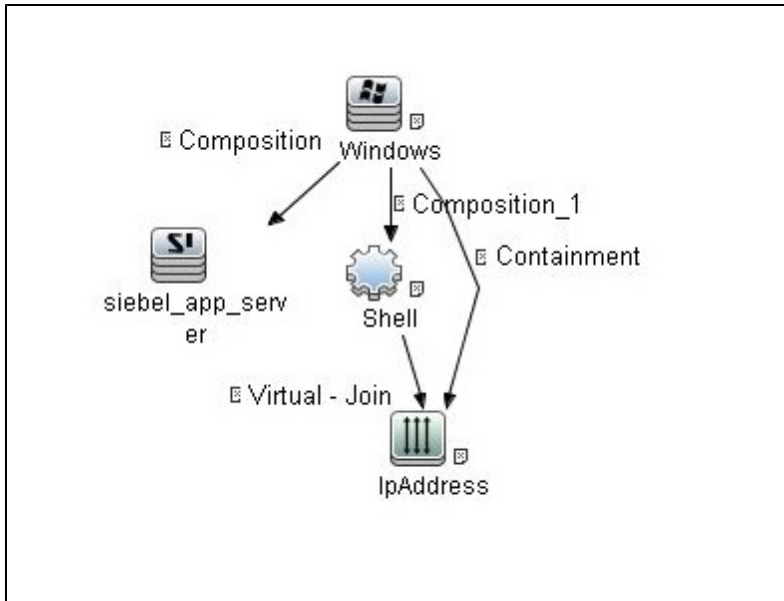 Composition
Windows
Composition_1
Containment
siebel_app_serv
er
Shell
Virtual - Join
IpAddress